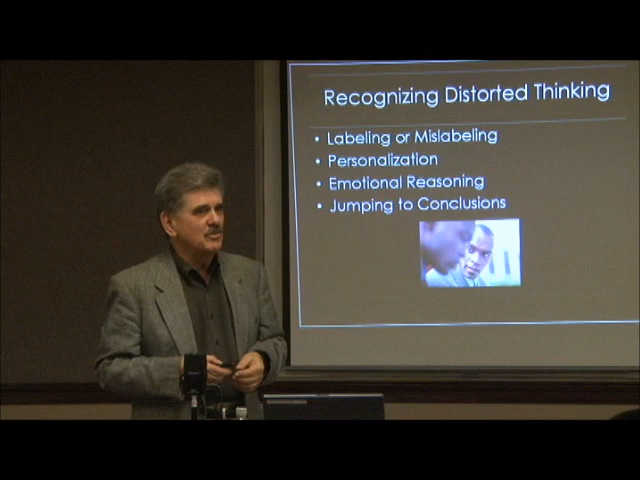 Recognizing Distorted Thinking
• Labeling or Mislabeling
• Personalization
• Emotional Reasoning
• Jumping to Conclusions